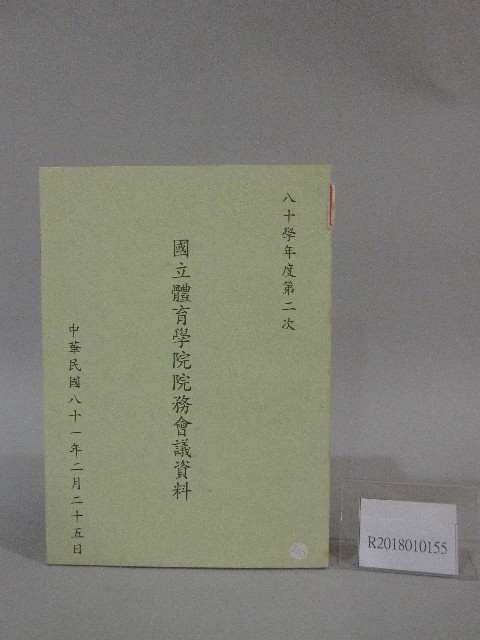 八十學年度第二次
國立體育學院院務會議資料
中華民國八十一年二月二十五日
R2018010155